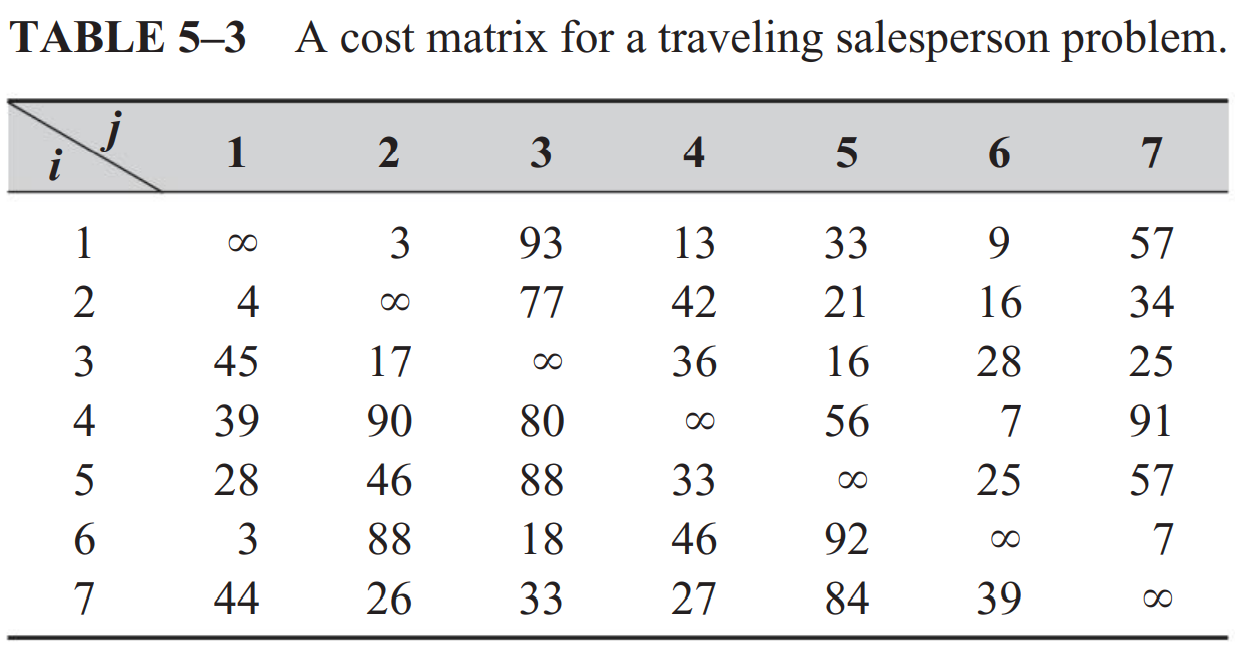 TABLE 5–3 A cost matrix for a traveling salesperson problem.
j
i 1 2 3 4 5 6 7
1 ∞ 3 93 13 33 9 57
2 4 ∞ 77 42 21 16 34
3 45 17 ∞ 36 16 28 25
4 39 90 80 ∞ 56 7 91
5 28 46 88 33 ∞ 25 57
6 3 88 18 46 92 ∞ 7
7 44 26 33 27 84 39 ∞